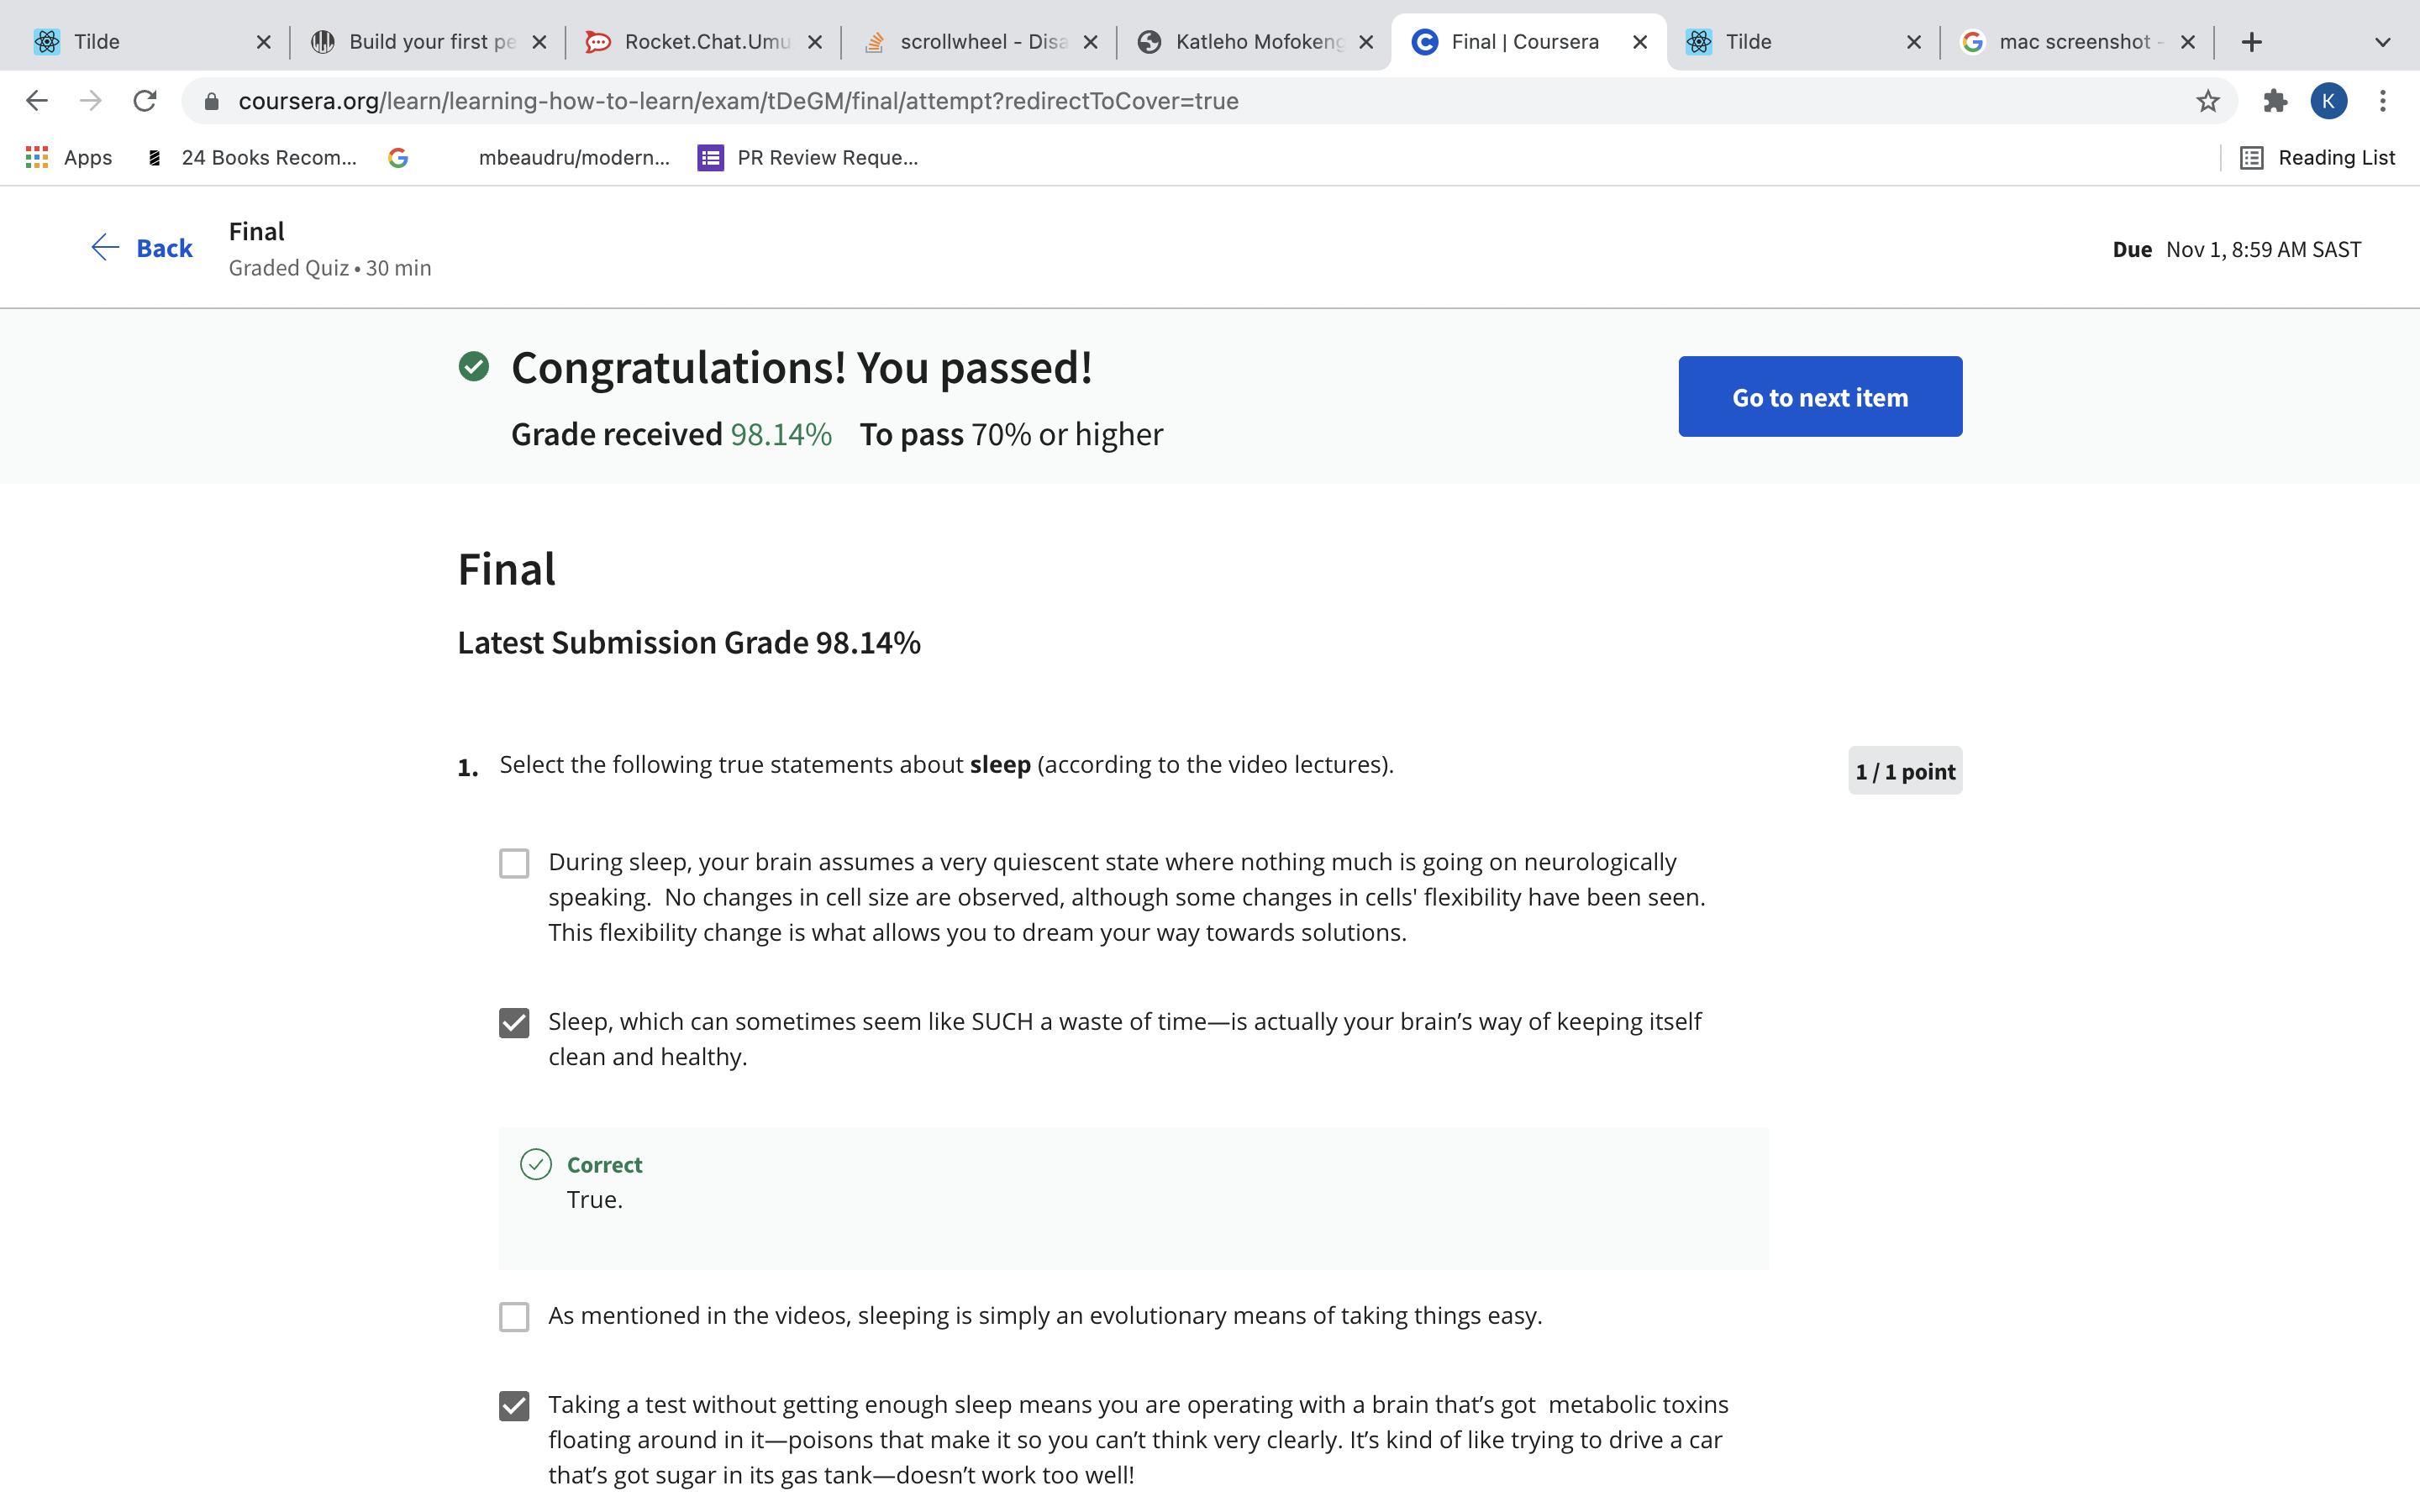 Tilde
Build your first pe
Rocket.Chat.Umu
scrollwheel - Disa
Katleho Mofokeng
Final | Coursera
Tilde
mac screenshot -
coursera.org/learn/learning-how-to-learn/exam/tDeGM/final/attempt?redirectToCover=true
K
Apps
24 Books Recom...
mbeaudru/modern...
PR Review Reque...
Reading List
Back
Final
Graded Quiz • 30 min
Due Nov 1, 8:59 AM SAST
Congratulations! You passed!
Grade received 98.14% To pass 70% or higher
Go to next item
Final
Latest Submission Grade 98.14%
1. Select the following true statements about sleep (according to the video lectures).
1 / 1 point
During sleep, your brain assumes a very quiescent state where nothing much is going on neurologically
speaking.  No changes in cell size are observed, although some changes in cells' flexibility have been seen.
This flexibility change is what allows you to dream your way towards solutions.
Sleep, which can sometimes seem like SUCH a waste of time—is actually your brain’s way of keeping itself
clean and healthy.
Correct
True.
As mentioned in the videos, sleeping is simply an evolutionary means of taking things easy.
Taking a test without getting enough sleep means you are operating with a brain that’s got  metabolic toxins
floating around in it—poisons that make it so you can’t think very clearly. It’s kind of like trying to drive a car
that’s got sugar in its gas tank—doesn’t work too well!